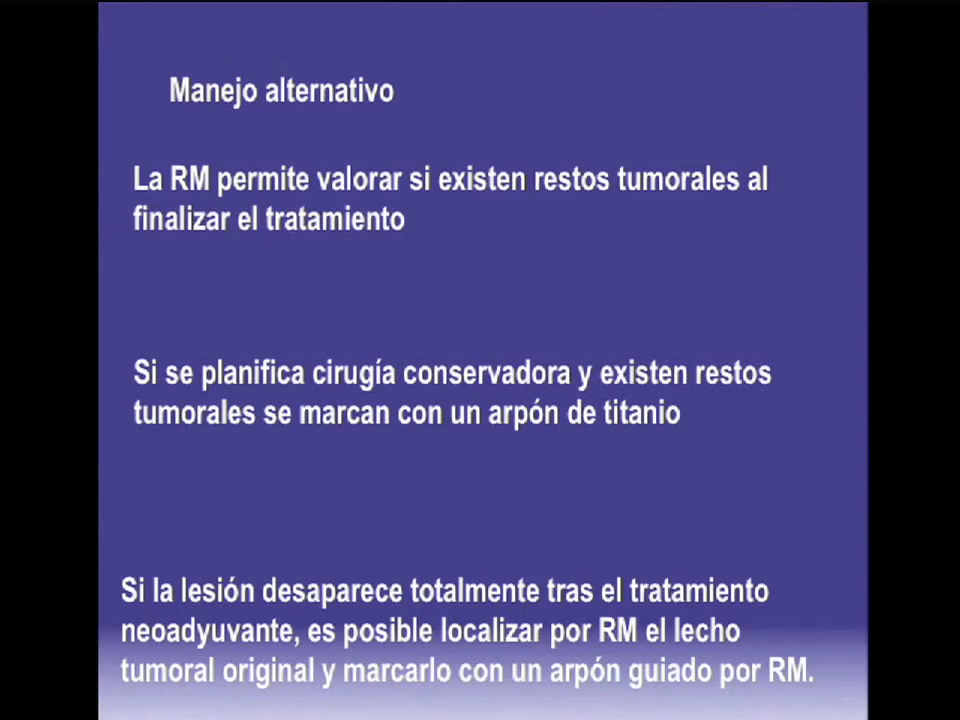 Manejo alternativo
La RM permite valorar si existen restos tumorales al
finalizar el tratamiento
Si se planifica cirugía conservadora y existen restos
tumorales se marcan con un arpón de titanio
Si la lesión desaparece totalmente tras el tratamiento
neoadyuvante, es posible localizar por RM el lecho
tumoral original y marcarlo con un arpón guiado por RM.